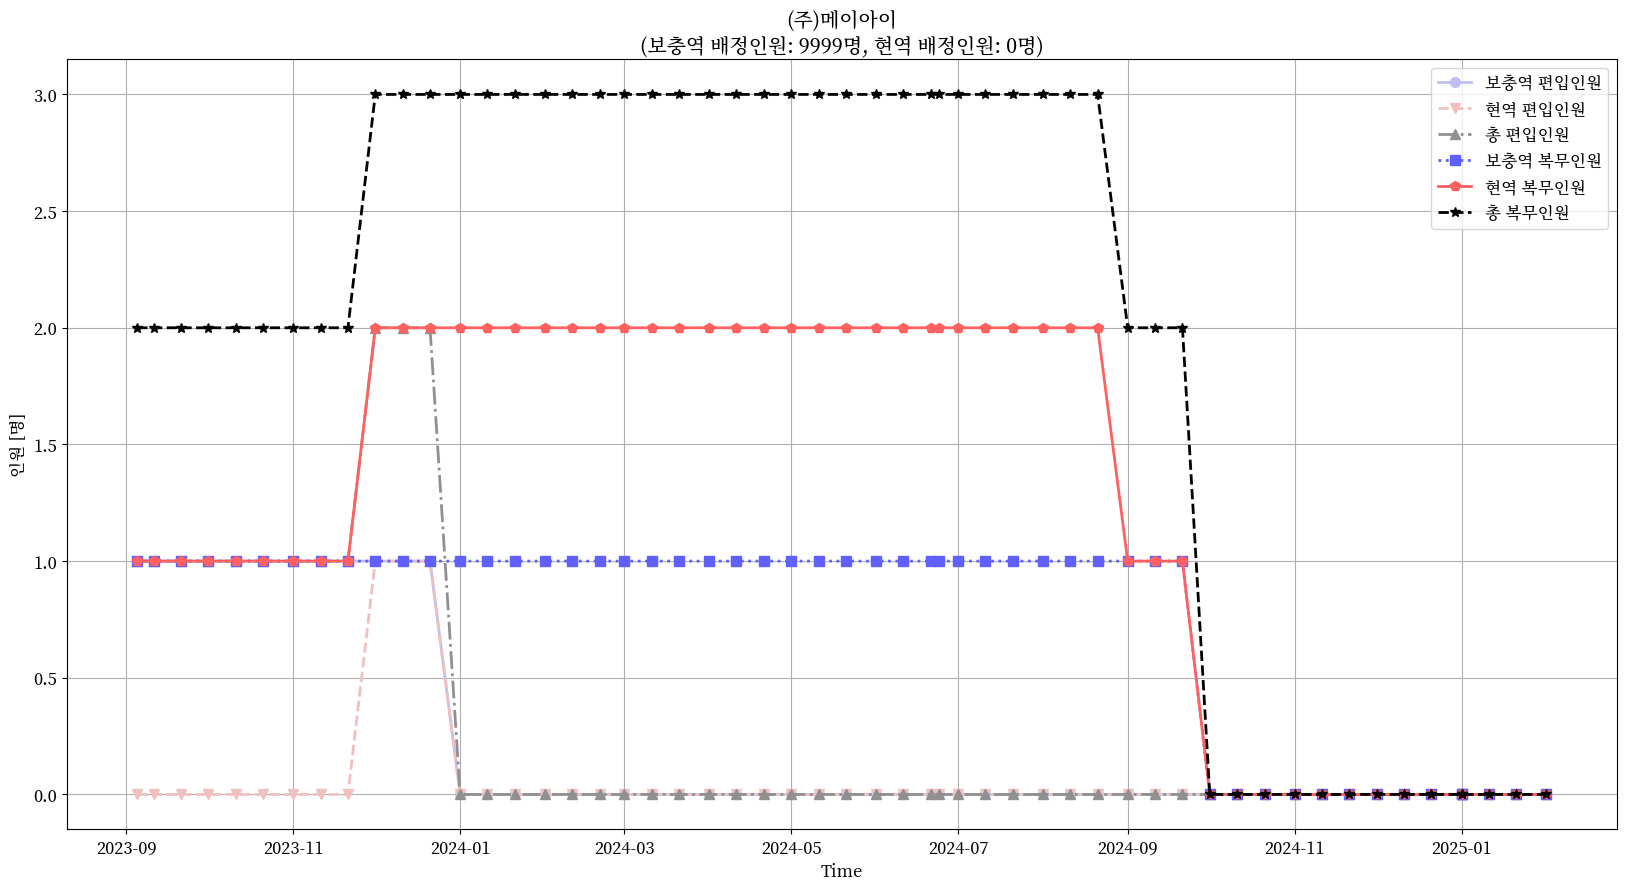 (주)메이아이
(보충역 배정인원: 9999명, 현역 배정인원: 0명)
보충역 편입인원
현역 편입인원
총 편입인원
보충역 복무인원
현역 복무인원
총 복무인원
인원 [명]
3.0
2.5
2.0
1.5
1.0
0.5
0.0
2023-09 2023-11 2024-01 2024-03 2024-05 2024-07 2024-09 2024-11 2025-01
Time